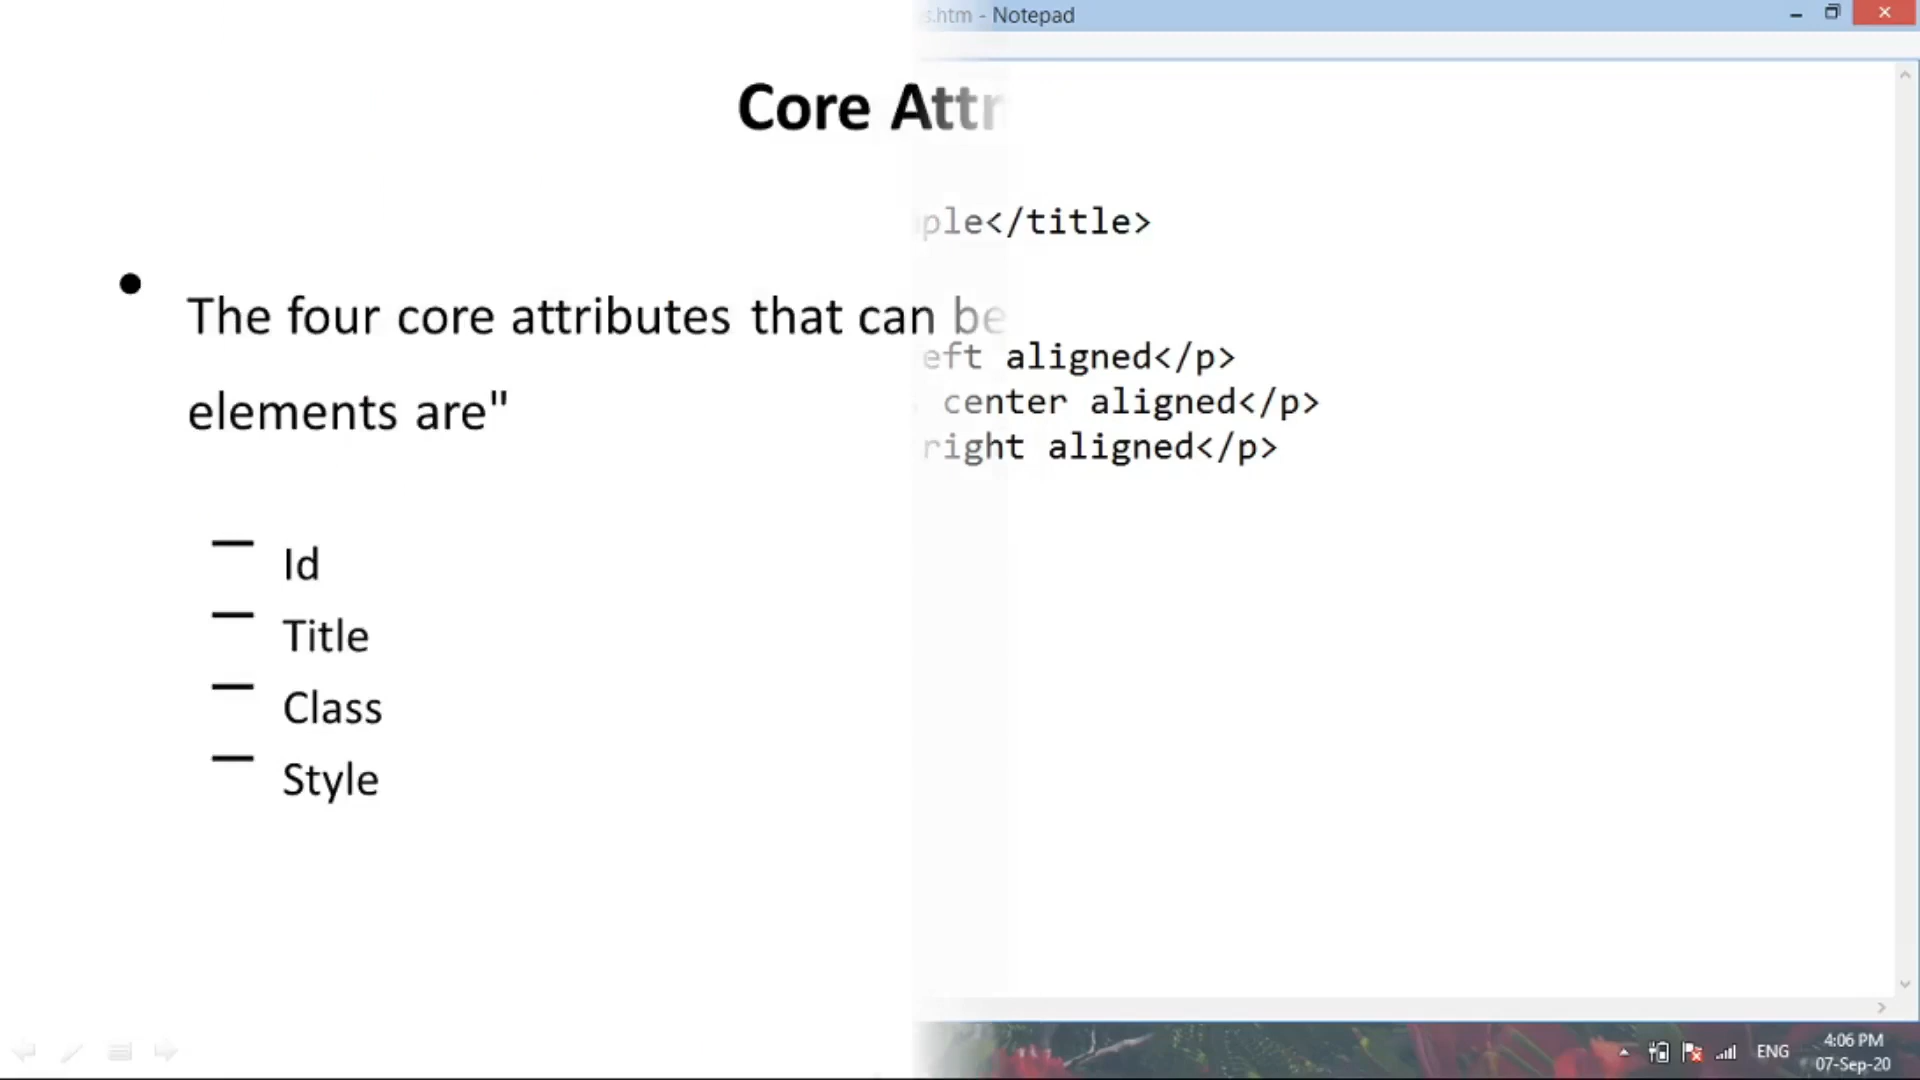 .htm - Notepad
Core Attr
ple</title>
The four core attributes that can be
elements are"
eft aligned</p>
center aligned</p>
right aligned</p>
Id
Title
Class
Style
ENG
4:06 PM
07-Sep-20